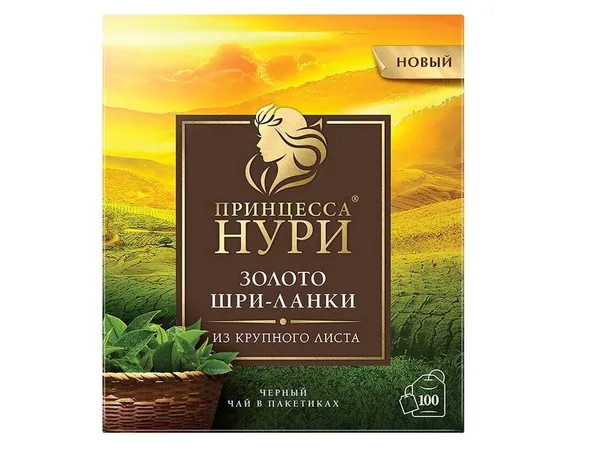 НОВЫЙ
ПРИНЦЕССА®
НУРИ
ЗОЛОТО
ШРИ-ЛАНКИ
ИЗ КРУПНОГО ЛИСТА
ЧЕРНЫЙ
ЧАЙ В ПАКЕТИКАХ
100